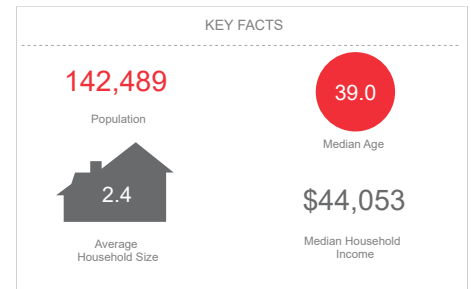 KEY FACTS
142,489
Population
39.0
Median Age
2.4
Average
Household Size
$44,053
Median Household
Income